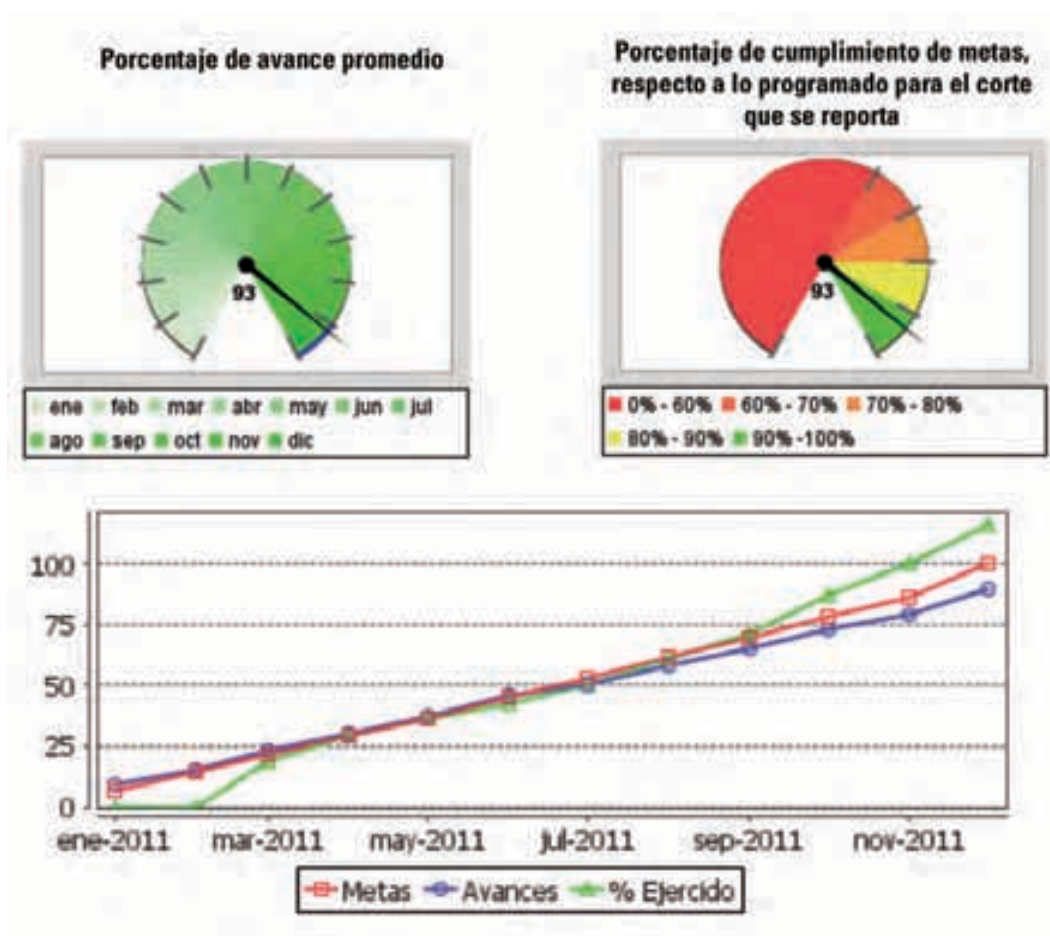 Porcentaje de avance promedio
Porcentaje de cumplimiento de metas,
respecto a lo programado para el corte
que se reporta
93
93
ene feb mar abr may jun jul
ago sep oct nov dic
0% - 60% 60% - 70% 70% - 80%
80% - 90% 90% -100%
100
75
50
25
0
ene-2011 mar-2011 may-2011 jul-2011 sep-2011 nov-2011
Metas Avances % Ejercido